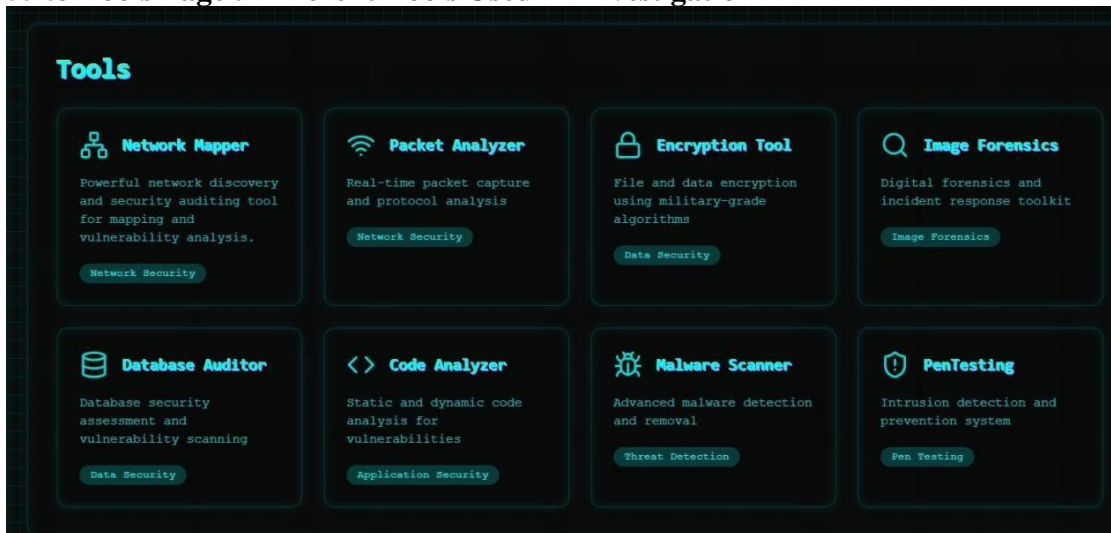 Tools
Network Mapper
Powerful network discovery
and security auditing tool
for mapping and
vulnerability analysis.
Network Security
Packet Analyzer
Real-time packet capture
and protocol analysis
Network Security
Encryption Tool
File and data encryption
using military-grade
algorithms
Data Security
Image Forensics
Digital forensics and
incident response toolkit
Image Forensics
Database Auditor
Database security
assessment and
vulnerability scanning
Data Security
Code Analyzer
Static and dynamic code
analysis for
vulnerabilities
Application Security
Malware Scanner
Advanced malware detection
and removal
Threat Detection
PenTesting
Intrusion detection and
prevention system
Pen Testing